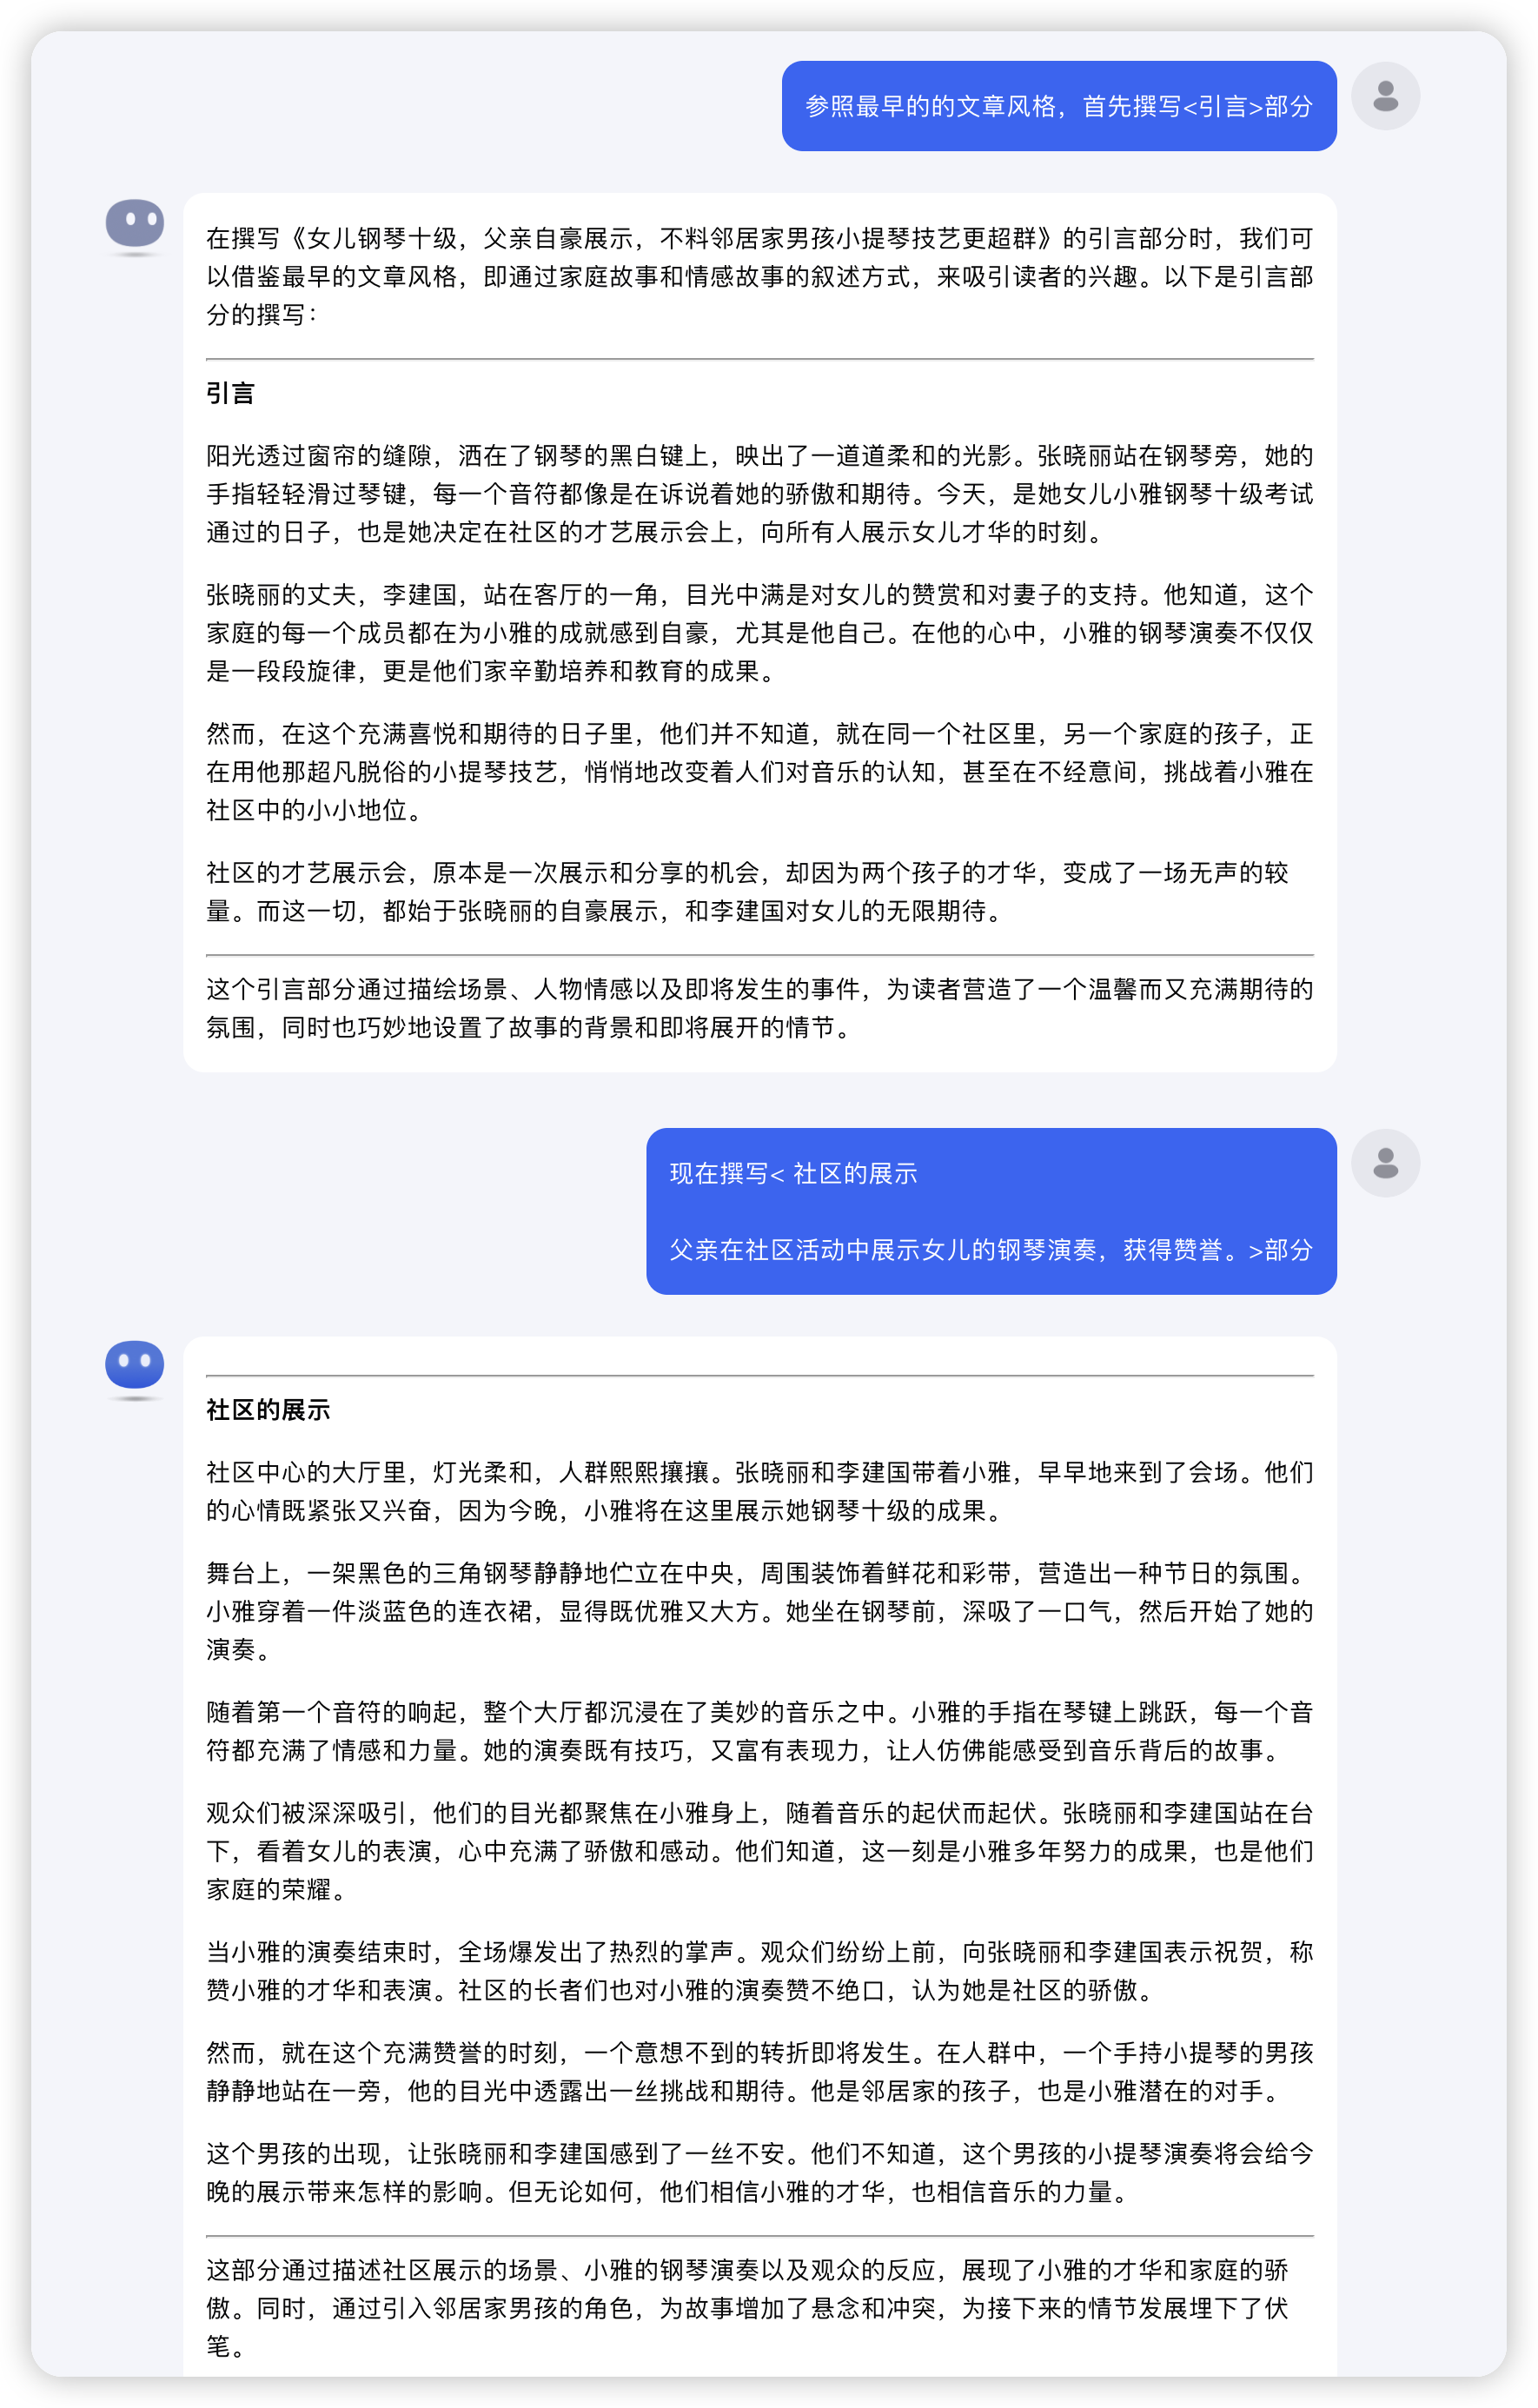 参照最早的的文章风格，首先撰写<引言>部分
在撰写《女儿钢琴十级，父亲自豪展示，不料邻居家男孩小提琴技艺更超群》的引言部分时，我们可
以借鉴最早的文章风格，即通过家庭故事和情感故事的叙述方式，来吸引读者的兴趣。以下是引言部
分的撰写：
引言
阳光透过窗帘的缝隙，洒在了钢琴的黑白键上，映出了一道道柔和的光影。张晓丽站在钢琴旁，她的
手指轻轻滑过琴键，每一个音符都像是在诉说着她的骄傲和期待。今天，是她女儿小雅钢琴十级考试
通过的日子，也是她决定在社区的才艺展示会上，向所有人展示女儿才华的时刻。
张晓丽的丈夫，李建国，站在客厅的一角，目光中满是对女儿的赞赏和对妻子的支持。他知道，这个
家庭的每一个成员都在为小雅的成就感到自豪，尤其是他自己。在他的心中，小雅的钢琴演奏不仅仅
是一段段旋律，更是他们家辛勤培养和教育的成果。
然而，在这个充满喜悦和期待的日子里，他们并不知道，就在同一个社区里，另一个家庭的孩子，正
在用他那超凡脱俗的小提琴技艺，悄悄地改变着人们对音乐的认知，甚至在不经意间，挑战着小雅在
社区中的小小地位。
社区的才艺展示会，原本是一次展示和分享的机会，却因为两个孩子的才华，变成了一场无声的较
量。而这一切，都始于张晓丽的自豪展示，和李建国对女儿的无限期待。
这个引言部分通过描绘场景、人物情感以及即将发生的事件，为读者营造了一个温馨而又充满期待的
氛围，同时也巧妙地设置了故事的背景和即将展开的情节。
现在撰写< 社区的展示
父亲在社区活动中展示女儿的钢琴演奏，获得赞誉。>部分
社区的展示
社区中心的大厅里，灯光柔和，人群熙熙攘攘。张晓丽和李建国带着小雅，早早地来到了会场。他们
的心情既紧张又兴奋，因为今晚，小雅将在这里展示她钢琴十级的成果。
舞台上，一架黑色的三角钢琴静静地伫立在中央，周围装饰着鲜花和彩带，营造出一种节日的氛围。
小雅穿着一件淡蓝色的连衣裙，显得既优雅又大方。她坐在钢琴前，深吸了一口气，然后开始了她的
演奏。
随着第一个音符的响起，整个大厅都沉浸在了美妙的音乐之中。小雅的手指在琴键上跳跃，每一个音
符都充满了情感和力量。她的演奏既有技巧，又富有表现力，让人仿佛能感受到音乐背后的故事。
观众们被深深吸引，他们的目光都聚焦在小雅身上，随着音乐的起伏而起伏。张晓丽和李建国站在台
下，看着女儿的表演，心中充满了骄傲和感动。他们知道，这一刻是小雅多年努力的成果，也是他们
家庭的荣耀。
当小雅的演奏结束时，全场爆发出了热烈的掌声。观众们纷纷上前，向张晓丽和李建国表示祝贺，称
赞小雅的才华和表演。社区的长者们也对小雅的演奏赞不绝口，认为她是社区的骄傲。
然而，就在这个充满赞誉的时刻，一个意想不到的转折即将发生。在人群中，一个手持小提琴的男孩
静静地站在一旁，他的目光中透露出一丝挑战和期待。他是邻居家的孩子，也是小雅潜在的对手。
这个男孩的出现，让张晓丽和李建国感到了一丝不安。他们不知道，这个男孩的小提琴演奏将会给今
晚的展示带来怎样的影响。但无论如何，他们相信小雅的才华，也相信音乐的力量。
这部分通过描述社区展示的场景、小雅的钢琴演奏以及观众的反应，展现了小雅的才华和家庭的骄
傲。同时，通过引入邻居家男孩的角色，为故事增加了悬念和冲突，为接下来的情节发展埋下了伏
笔。